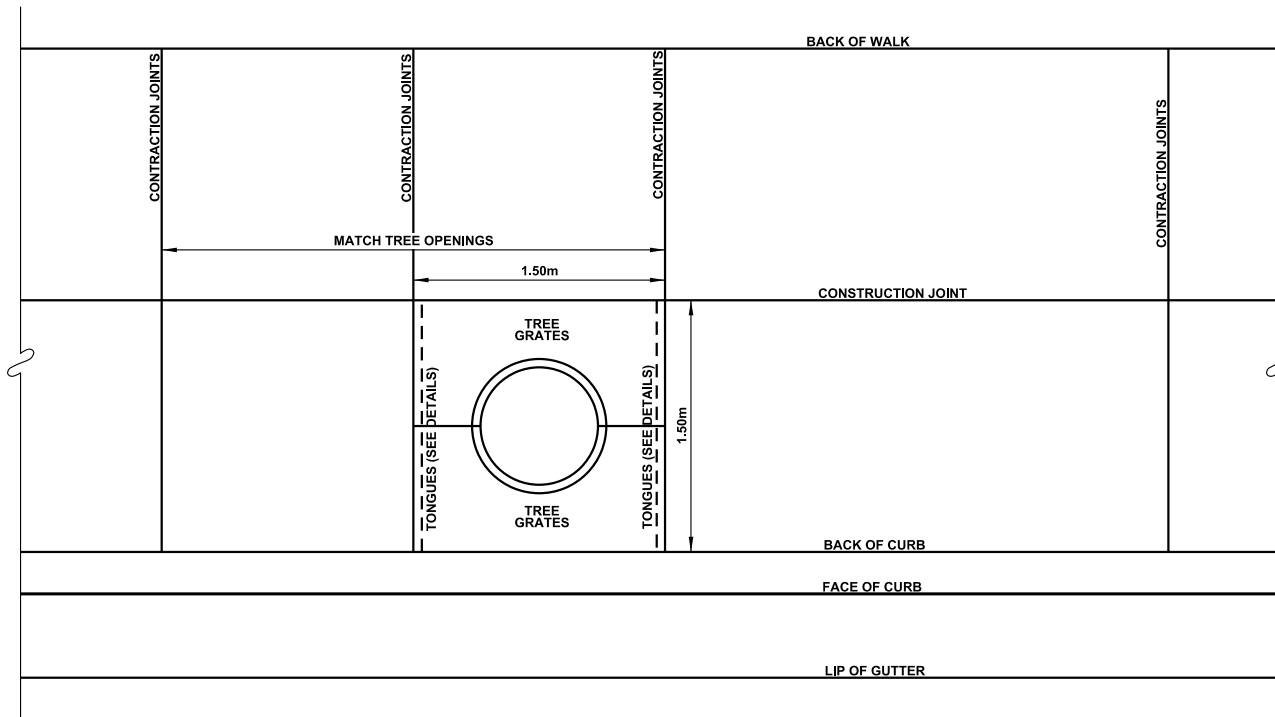 BACK OF WALK
CONTRACTION JOINTS
CONTRACTION JOINTS
CONTRACTION JOINTS
CONTRACTION JOINTS
MATCH TREE OPENINGS
1.50m
CONSTRUCTION JOINT
TREE
GRATES
TONGUES (SEE DETAILS)
TONGUES (SEE DETAILS)
1.50m
TREE
GRATES
BACK OF CURB
FACE OF CURB
LIP OF GUTTER